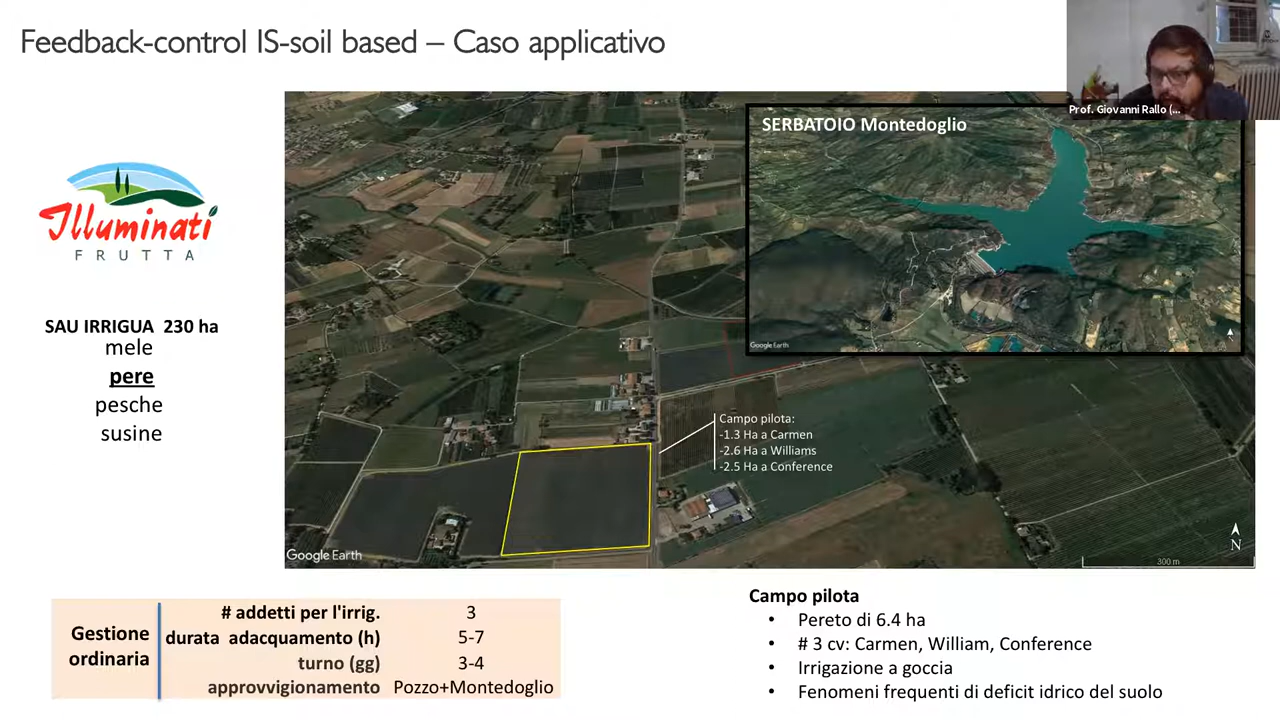 Feedback-control IS-soil based – Caso applicativo
Prof. Giovanni Rallo (...
SERBATOIO Montedoglio
Illuminati
FRUTTA
SAU IRRIGUA 230 ha
mele
pere
pesche
susine
Google Earth
Campo pilota:
-1.3 Ha a Carmen
-2.6 Ha a Williams
-2.5 Ha a Conference
Google Earth
N
300 m
Gestione ordinaria
# addetti per l'irrig. 3
durata adacquamento (h) 5-7
turno (gg) 3-4
approvvigionamento Pozzo+Montedoglio
Campo pilota
• Pereto di 6.4 ha
• # 3 cv: Carmen, William, Conference
• Irrigazione a goccia
• Fenomeni frequenti di deficit idrico del suolo